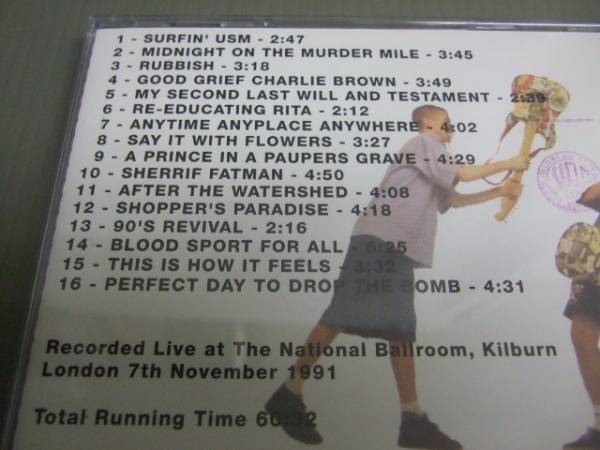 1 - SURFIN' USM - 2:47
2 - MIDNIGHT ON THE MURDER MILE - 3:45
3 - RUBBISH - 3:18
4 - GOOD GRIEF CHARLIE BROWN - 3:49
5 - MY SECOND LAST WILL AND TESTAMENT - 2:39
6 - RE-EDUCATING RITA - 2:12
7 - ANYTIME ANYPLACE ANYWHERE - 4:02
8 - SAY IT WITH FLOWERS - 3:27
9 - A PRINCE IN A PAUPERS GRAVE - 4:29
10 - SHERRIF FATMAN - 4:50
11 - AFTER THE WATERSHED - 4:08
12 - SHOPPER'S PARADISE - 4:18
13 - 90'S REVIVAL - 2:16
14 - BLOOD SPORT FOR ALL - 6:25
15 - THIS IS HOW IT FEELS - 3:32
16 - PERFECT DAY TO DROP THE BOMB - 4:31
Recorded Live at The National Ballroom, Kilburn
London 7th November 1991
Total Running Time 60:32